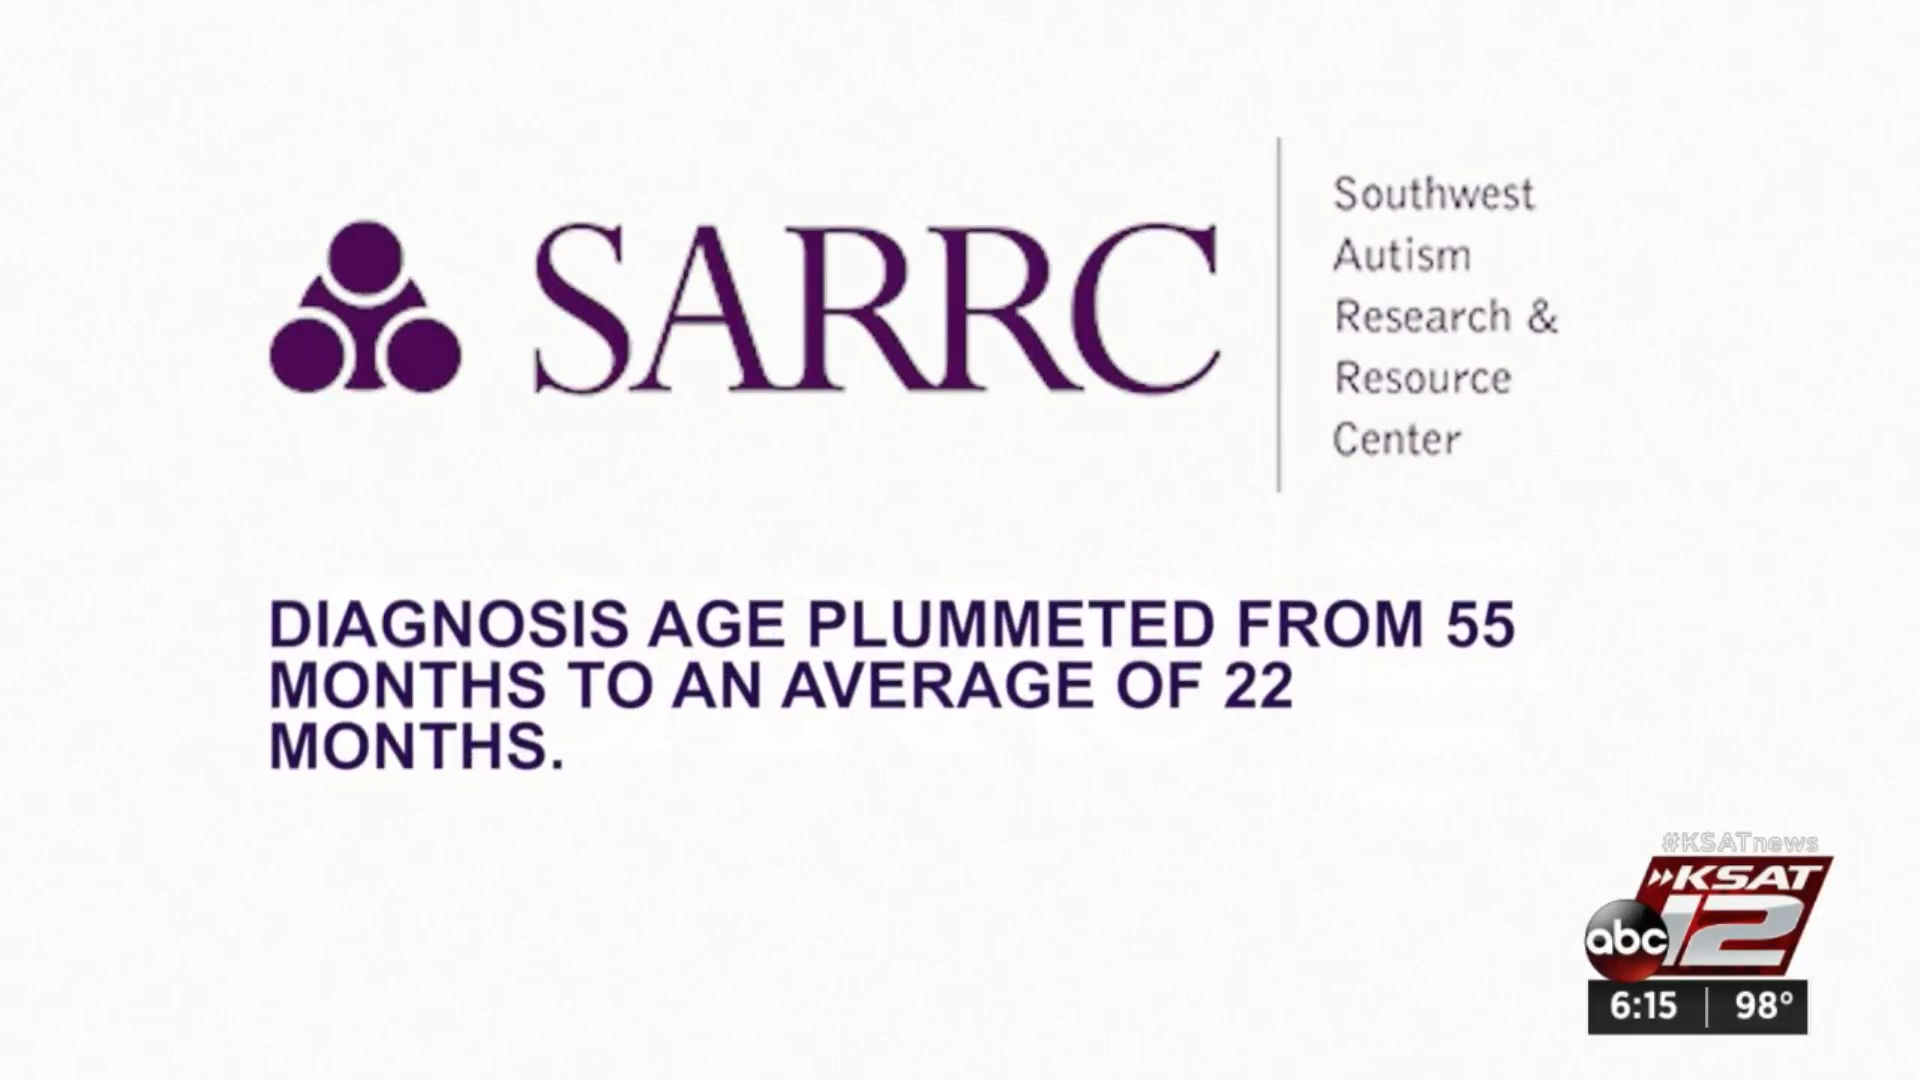 SARRC
Southwest
Autism
Research &
Resource
Center
DIAGNOSIS AGE PLUMMETED FROM 55
MONTHS TO AN AVERAGE OF 22
MONTHS.
#KSATnews
KSAT
12
abc
6:15 | 98°